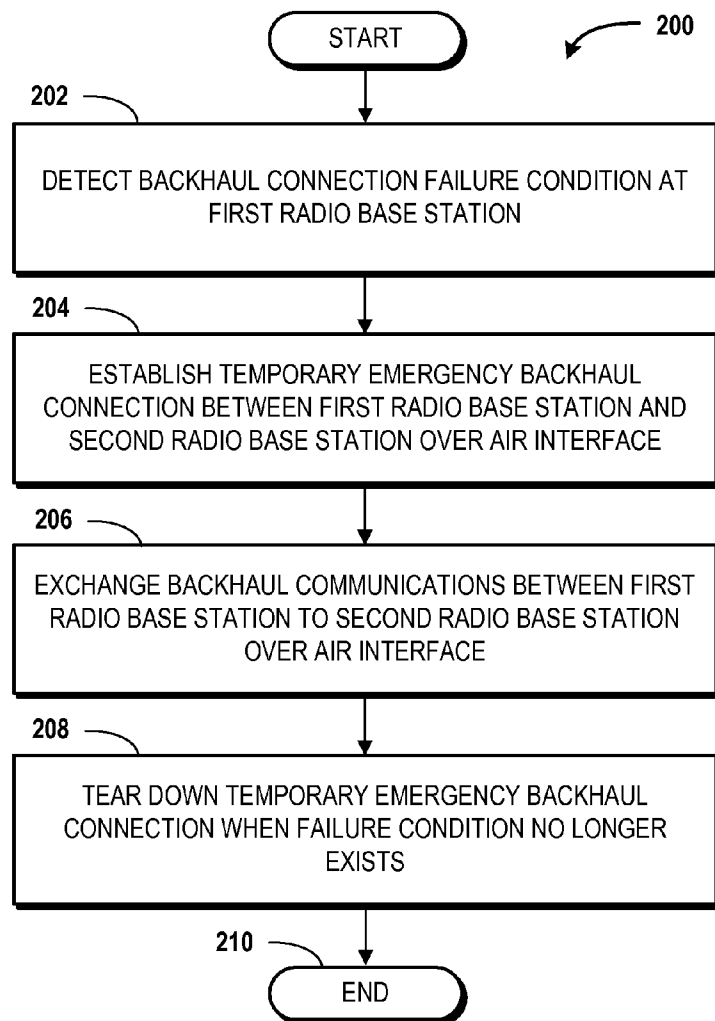 START
200
202
DETECT BACKHAUL CONNECTION FAILURE CONDITION AT
FIRST RADIO BASE STATION
204
ESTABLISH TEMPORARY EMERGENCY BACKHAUL
CONNECTION BETWEEN FIRST RADIO BASE STATION AND
SECOND RADIO BASE STATION OVER AIR INTERFACE
206
EXCHANGE BACKHAUL COMMUNICATIONS BETWEEN FIRST
RADIO BASE STATION TO SECOND RADIO BASE STATION
OVER AIR INTERFACE
208
TEAR DOWN TEMPORARY EMERGENCY BACKHAUL
CONNECTION WHEN FAILURE CONDITION NO LONGER
EXISTS
210
END